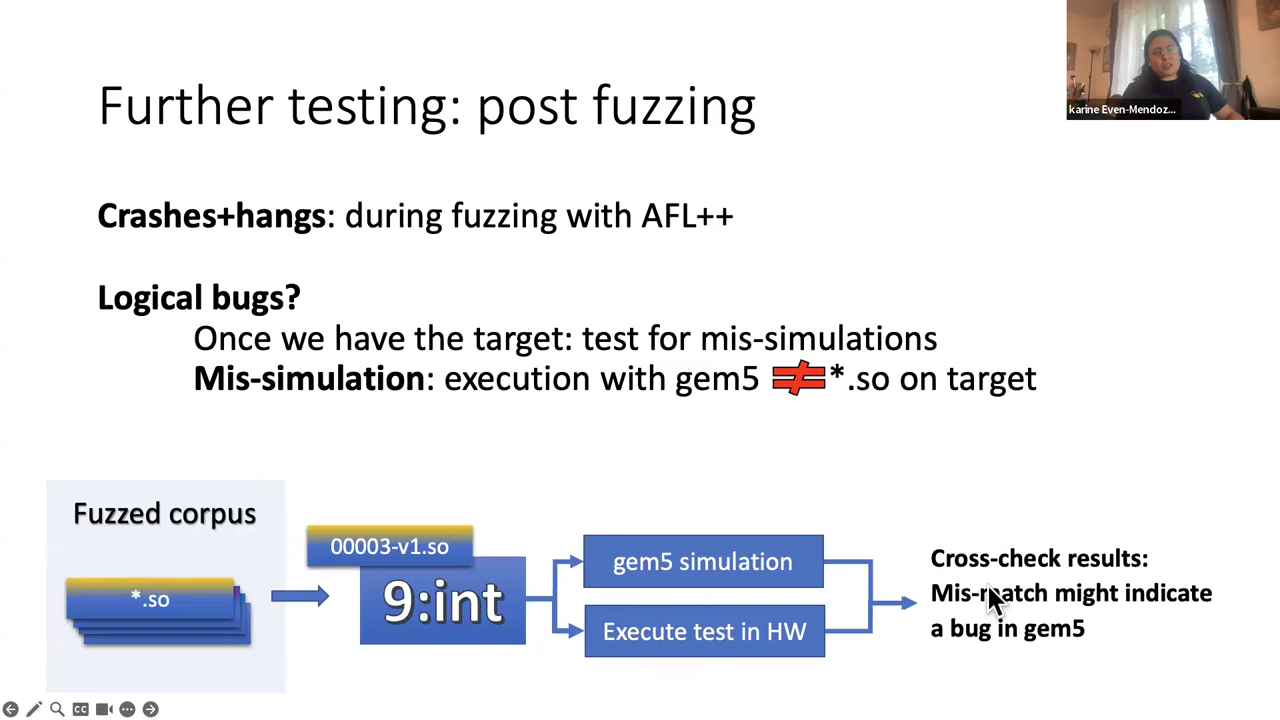 karine Even-Mendoz...
Further testing: post fuzzing
Crashes+hangs: during fuzzing with AFL++
Logical bugs?
Once we have the target: test for mis-simulations
Mis-simulation: execution with gem5 ≠ *.so on target
Fuzzed corpus
*.so
00003-v1.so
9:int
gem5 simulation
Execute test in HW
Cross-check results:
Mis-match might indicate
a bug in gem5
CC